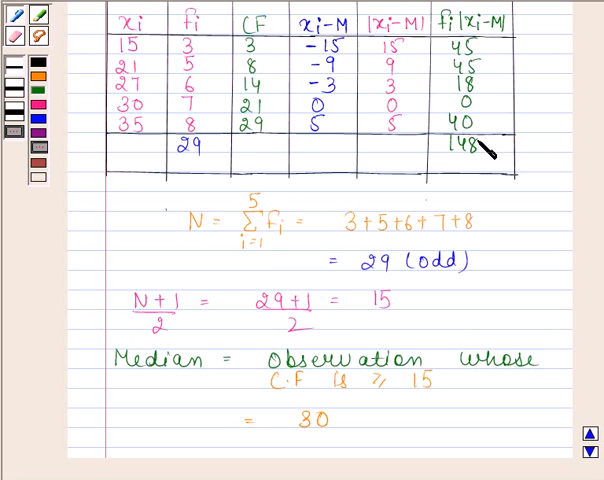 xi fi CF xi-M |xi-M| fi|xi-M|
15 3 3 -15 15 45
21 5 8 -9 9 45
27 6 14 -3 3 18
30 7 21 0 0 0
35 8 29 5 5 40
29 148
N = 5∑i=1 fi = 3+5+6+7+8
= 29 (odd)
N+1/2 = 29+1/2 = 15
Median = Observation whose
C.F is ≥ 15
= 30